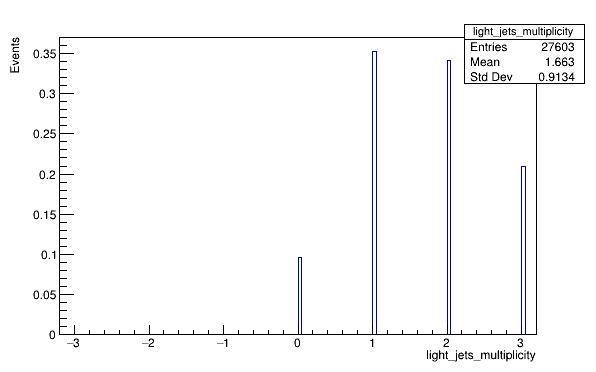 light_jets_multiplicity
Entries 27603
Mean 1.663
Std Dev 0.9134
Events
0.35
0.3
0.25
0.2
0.15
0.1
0.05
0
−3 −2 −1 0 1 2 3
light_jets_multiplicity